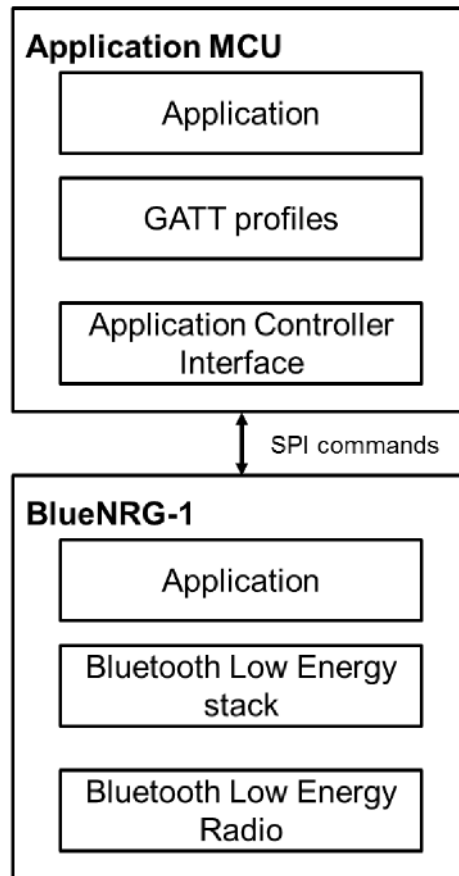 Application MCU
Application
GATT profiles
Application Controller
Interface
SPI commands
BlueNRG-1
Application
Bluetooth Low Energy
stack
Bluetooth Low Energy
Radio